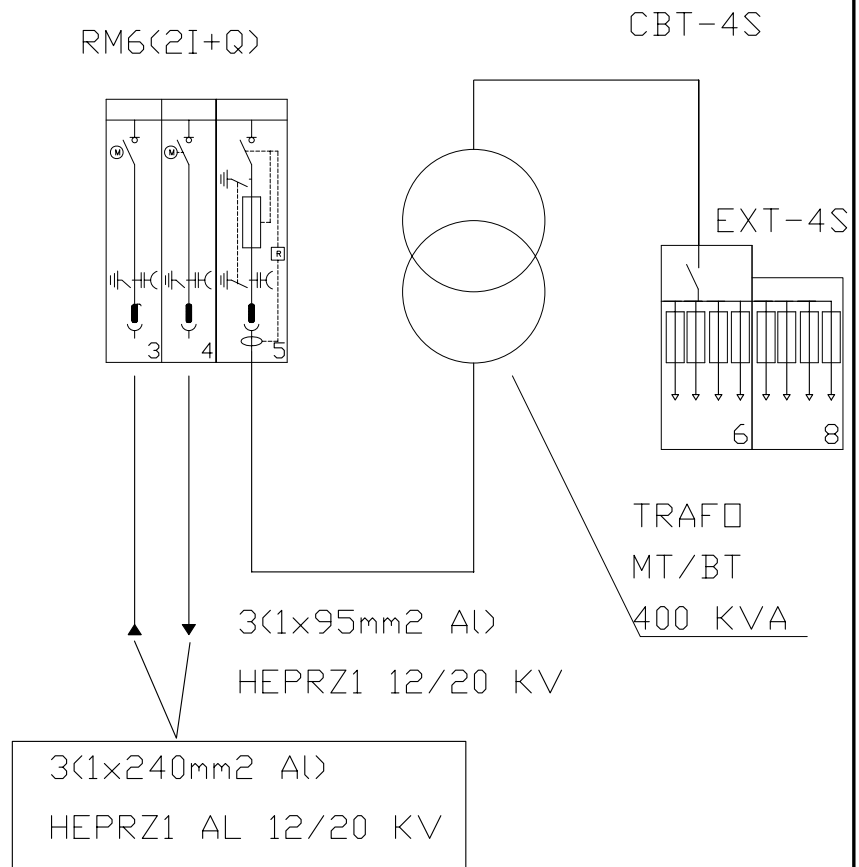 CBT-4S
RM6(2I+Q)
EXT-4S
M
M
R
3
4
5
6
8
TRAFO
MT/BT
400 KVA
3(1x95mm2 Al)
HEPRZ1 12/20 KV
3(1x240mm2 Al)
HEPRZ1 AL 12/20 KV